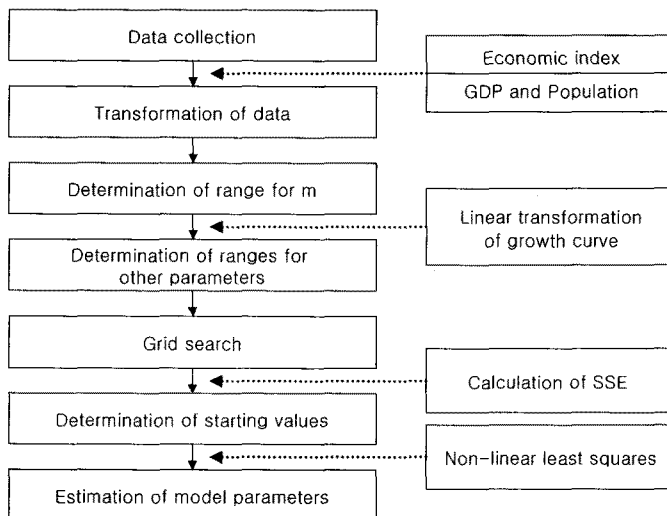 Data collection
Economic index
GDP and Population
Transformation of data
Determination of range for m
Linear transformation
of growth curve
Determination of ranges for
other parameters
Grid search
Calculation of SSE
Determination of starting values
Non-linear least squares
Estimation of model parameters